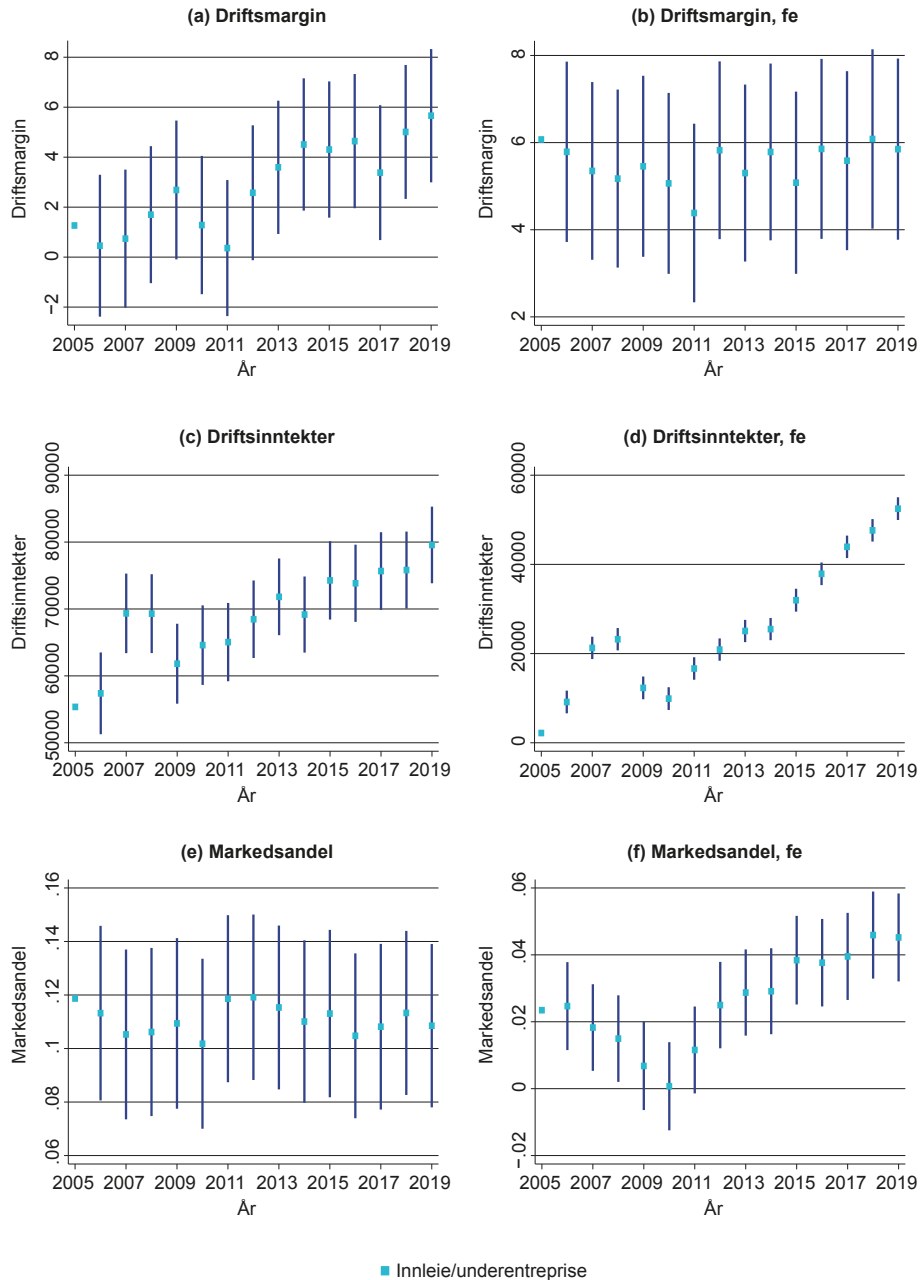 (a) Driftsmargin
Driftsmargin
8
6
4
2
0
−2
2005 2007 2009 2011 2013 2015 2017 2019
År
(b) Driftsmargin, fe
Driftsmargin
8
6
4
2
2005 2007 2009 2011 2013 2015 2017 2019
År
(c) Driftsinntekter
Driftsinntekter
90000
80000
70000
60000
50000
2005 2007 2009 2011 2013 2015 2017 2019
År
(d) Driftsinntekter, fe
Driftsinntekter
60000
40000
20000
0
2005 2007 2009 2011 2013 2015 2017 2019
År
(e) Markedsandel
Markedsandel
.16
.14
.12
.1
.08
.06
2005 2007 2009 2011 2013 2015 2017 2019
År
(f) Markedsandel, fe
Markedsandel
.06
.04
.02
0
−.02
2005 2007 2009 2011 2013 2015 2017 2019
År
Innleie/underentreprise